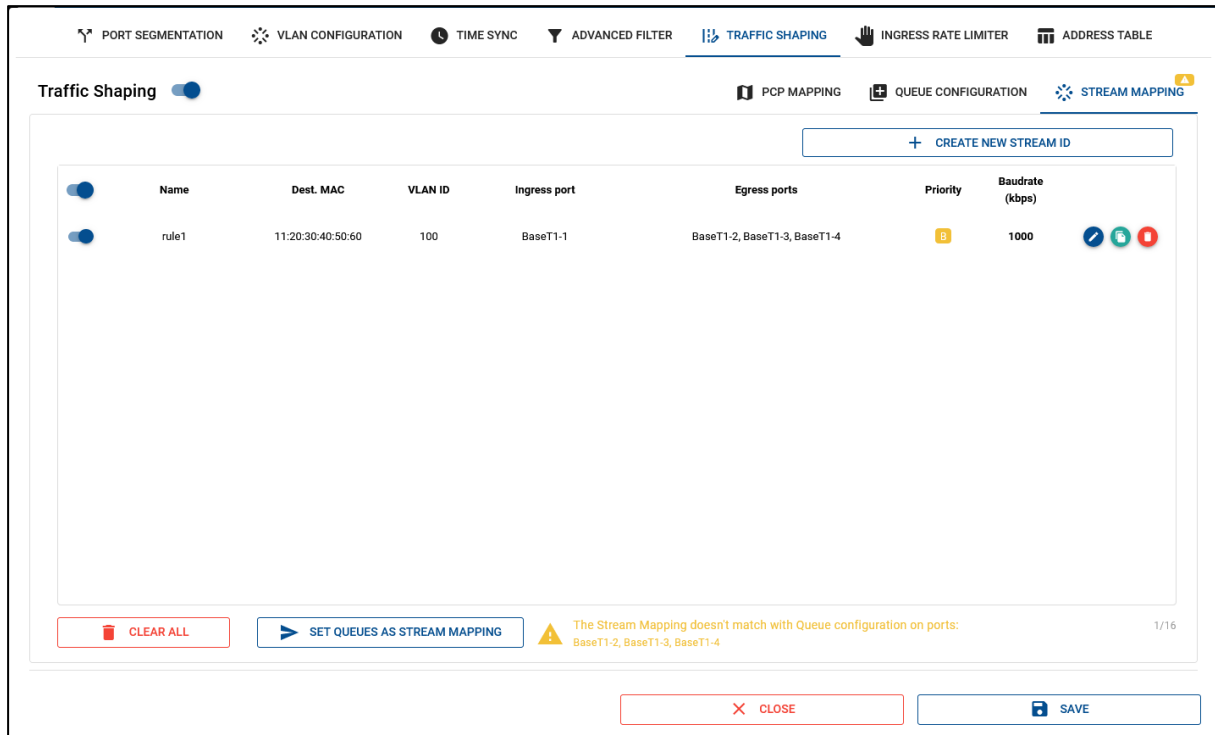 PORT SEGMENTATION VLAN CONFIGURATION TIME SYNC ADVANCED FILTER TRAFFIC SHAPING INGRESS RATE LIMITER ADDRESS TABLE
Traffic Shaping PCP MAPPING QUEUE CONFIGURATION STREAM MAPPING
CREATE NEW STREAM ID
Name Dest. MAC VLAN ID Ingress port Egress ports Priority Baudrate
(kbps)
rule1 11:20:30:40:50:60 100 BaseT1-1 BaseT1-2, BaseT1-3, BaseT1-4 B 1000
CLEAR ALL SET QUEUES AS STREAM MAPPING The Stream Mapping doesn't match with Queue configuration on ports: 1/16
BaseT1-2, BaseT1-3, BaseT1-4
CLOSE SAVE